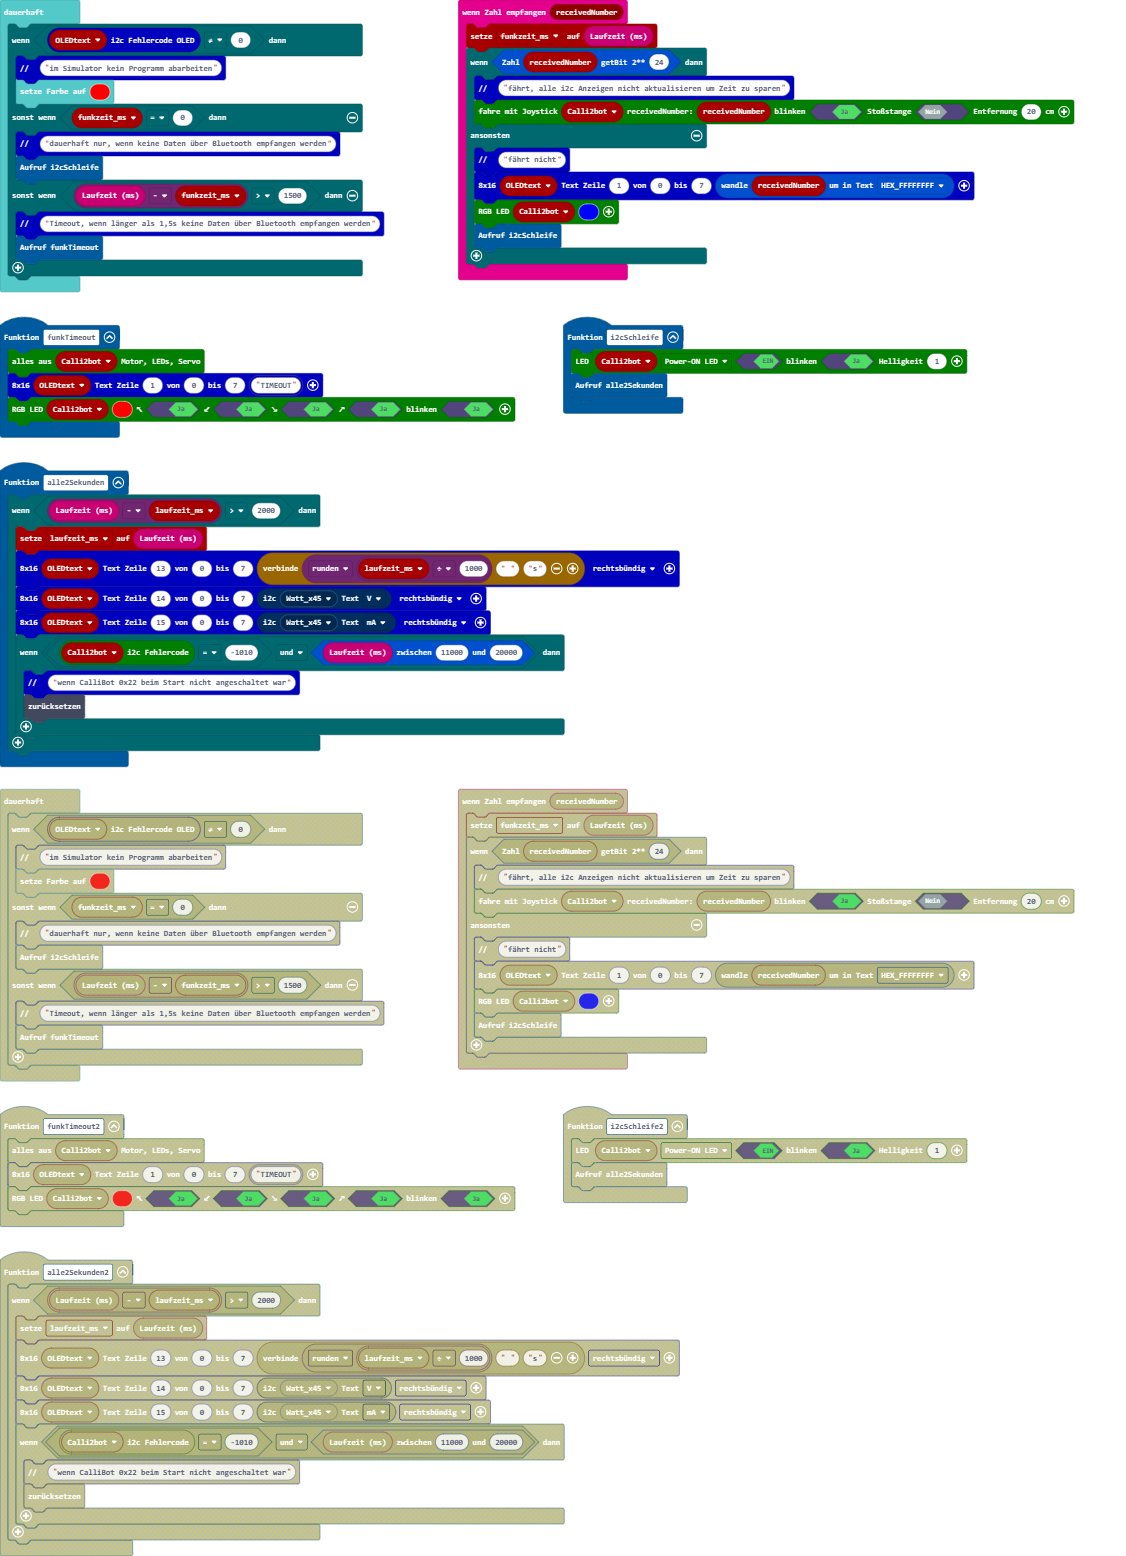 dauerhaft
wenn OLEDtext i2c Fehlercode OLED ≠ 0 dann
// "im Simulator kein Programm abarbeiten"
setze Farbe auf
sonst wenn funkzeit_ms = 0 dann
// "dauerhaft nur, wenn keine Daten über Bluetooth empfangen werden"
Aufruf i2cSchleife
sonst wenn Laufzeit (ms) - funkzeit_ms > 1500 dann
// "Timeout, wenn länger als 1,5s keine Daten über Bluetooth empfangen werden"
Aufruf funkTimeout
wenn Zahl empfangen receivedNumber
setze funkzeit_ms auf Laufzeit (ms)
wenn Zahl receivedNumber getBit 2** 24 dann
// "fährt, alle i2c Anzeigen nicht aktualisieren um Zeit zu sparen"
fahre mit Joystick Calli2bot receivedNumber: receivedNumber blinken Ja Stoßstange Nein Entfernung 20 cm
ansonsten
// "fährt nicht"
8x16 OLEDtext Text Zeile 1 von 0 bis 7 wandle receivedNumber um in Text HEX_FFFFFFFF
RGB LED Calli2bot
Aufruf i2cSchleife
Funktion funkTimeout
alles aus Calli2bot Motor, LEDs, Servo
8x16 OLEDtext Text Zeile 1 von 0 bis 7 "TIMEOUT"
RGB LED Calli2bot ↖ Ja ↙ Ja ↘ Ja ↗ Ja blinken Ja
Funktion i2cSchleife
LED Calli2bot Power-ON LED EIN blinken Ja Helligkeit 1
Aufruf alle2Sekunden
Funktion alle2Sekunden
wenn Laufzeit (ms) - laufzeit_ms > 2000 dann
setze laufzeit_ms auf Laufzeit (ms)
8x16 OLEDtext Text Zeile 13 von 0 bis 7 verbinde runden laufzeit_ms ÷ 1000 " " "s" rechtsbündig
8x16 OLEDtext Text Zeile 14 von 0 bis 7 i2c Watt_x45 Text V rechtsbündig
8x16 OLEDtext Text Zeile 15 von 0 bis 7 i2c Watt_x45 Text mA rechtsbündig
wenn Calli2bot i2c Fehlercode = -1010 und Laufzeit (ms) zwischen 11000 und 20000 dann
// "wenn CalliBot 0x22 beim Start nicht angeschaltet war"
zurücksetzen
dauerhaft
wenn OLEDtext i2c Fehlercode OLED ≠ 0 dann
// "im Simulator kein Programm abarbeiten"
setze Farbe auf
sonst wenn funkzeit_ms = 0 dann
// "dauerhaft nur, wenn keine Daten über Bluetooth empfangen werden"
Aufruf i2cSchleife
sonst wenn Laufzeit (ms) - funkzeit_ms > 1500 dann
// "Timeout, wenn länger als 1,5s keine Daten über Bluetooth empfangen werden"
Aufruf funkTimeout
wenn Zahl empfangen receivedNumber
setze funkzeit_ms auf Laufzeit (ms)
wenn Zahl receivedNumber getBit 2** 24 dann
// "fährt, alle i2c Anzeigen nicht aktualisieren um Zeit zu sparen"
fahre mit Joystick Calli2bot receivedNumber: receivedNumber blinken Ja Stoßstange Nein Entfernung 20 cm
ansonsten
// "fährt nicht"
8x16 OLEDtext Text Zeile 1 von 0 bis 7 wandle receivedNumber um in Text HEX_FFFFFFFF
RGB LED Calli2bot
Aufruf i2cSchleife
Funktion funkTimeout2
alles aus Calli2bot Motor, LEDs, Servo
8x16 OLEDtext Text Zeile 1 von 0 bis 7 "TIMEOUT"
RGB LED Calli2bot ↖ Ja ↙ Ja ↘ Ja ↗ Ja blinken Ja
Funktion i2cSchleife2
LED Calli2bot Power-ON LED EIN blinken Ja Helligkeit 1
Aufruf alle2Sekunden
Funktion alle2Sekunden2
wenn Laufzeit (ms) - laufzeit_ms > 2000 dann
setze laufzeit_ms auf Laufzeit (ms)
8x16 OLEDtext Text Zeile 13 von 0 bis 7 verbinde runden laufzeit_ms ÷ 1000 " " "s" rechtsbündig
8x16 OLEDtext Text Zeile 14 von 0 bis 7 i2c Watt_x45 Text V rechtsbündig
8x16 OLEDtext Text Zeile 15 von 0 bis 7 i2c Watt_x45 Text mA rechtsbündig
wenn Calli2bot i2c Fehlercode = -1010 und Laufzeit (ms) zwischen 11000 und 20000 dann
// "wenn CalliBot 0x22 beim Start nicht angeschaltet war"
zurücksetzen